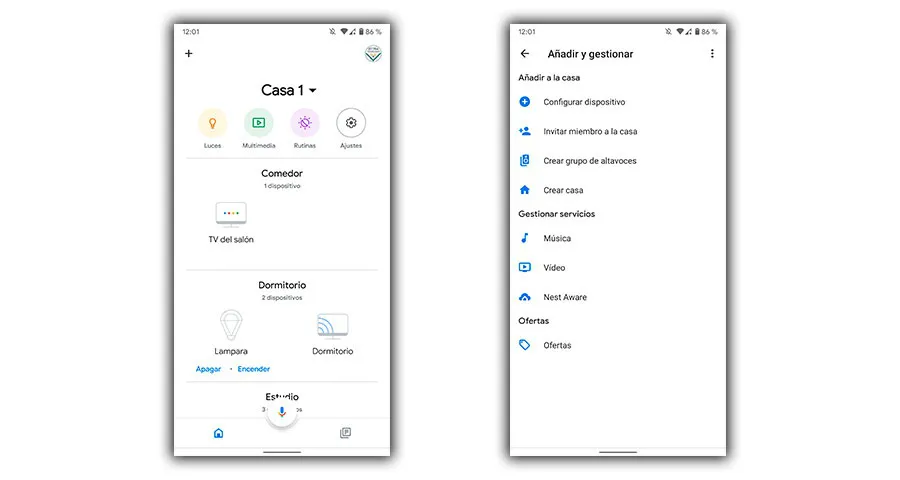 12:01
86 %
Casa 1
Luces
Multimedia
Rutinas
Ajustes
Comedor
1 dispositivo
TV del salón
Dormitorio
2 dispositivos
Lampara
Dormitorio
Apagar · Encender
Estudio
3
12:01
86 %
Añadir y gestionar
Añadir a la casa
Configurar dispositivo
Invitar miembro a la casa
Crear grupo de altavoces
Crear casa
Gestionar servicios
Música
Vídeo
Nest Aware
Ofertas
Ofertas